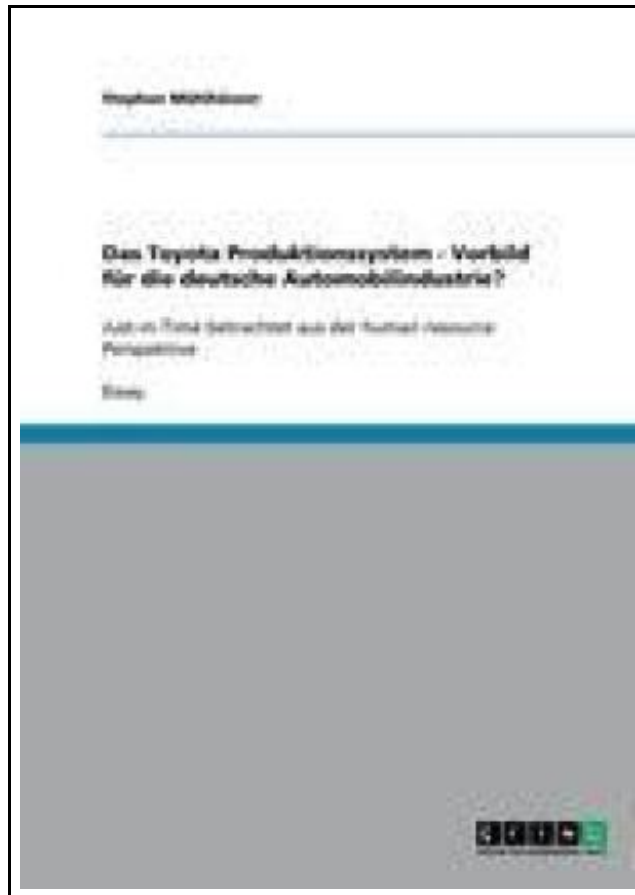 Stephan
Das Toyota Produktionssystem - Vorbild
für die deutsche Automobilindustrie?
Just-in-Time betrachtet aus der human resource
Perspektive
Essay
GRIN